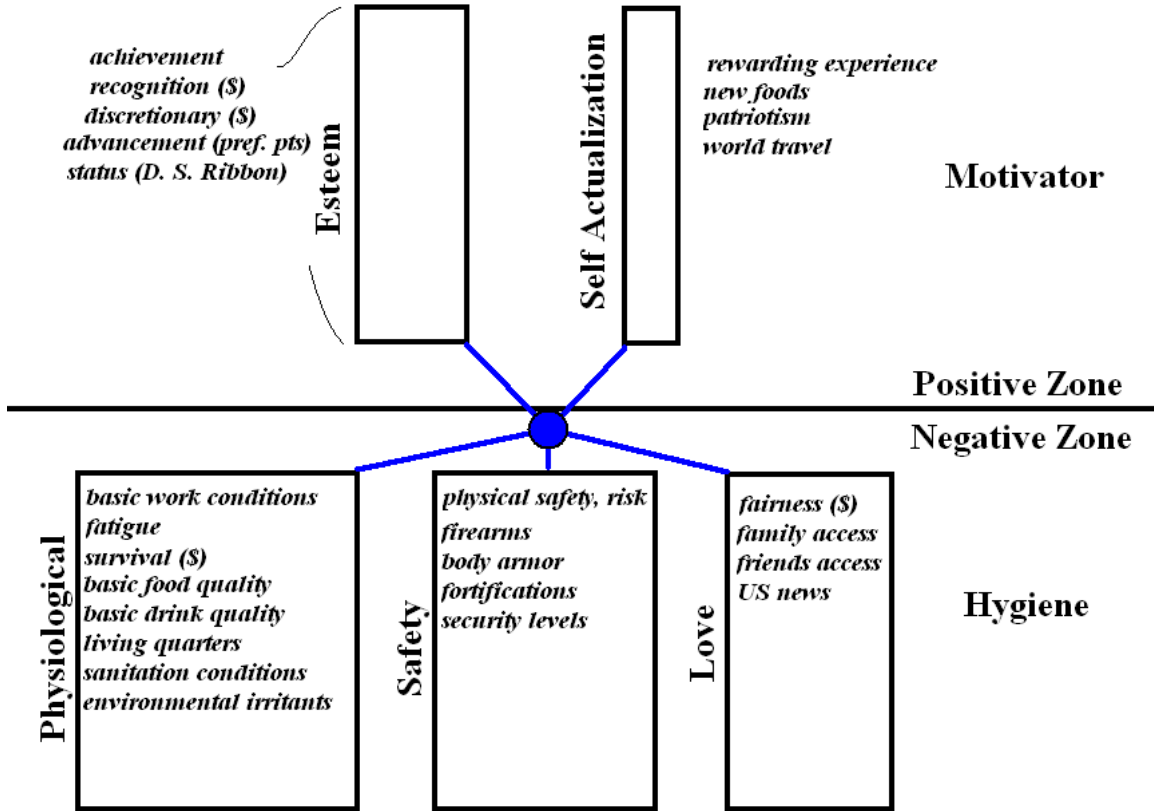 achievement
recognition ($)
discretionary ($)
advancement (pref. pts)
status (D. S. Ribbon)
Esteem
Self Actualization
rewarding experience
new foods
patriotism
world travel
Motivator
Positive Zone
Negative Zone
Physiological
basic work conditions
fatigue
survival ($)
basic food quality
basic drink quality
living quarters
sanitation conditions
environmental irritants
Safety
physical safety, risk
firearms
body armor
fortifications
security levels
Love
fairness ($)
family access
friends access
US news
Hygiene